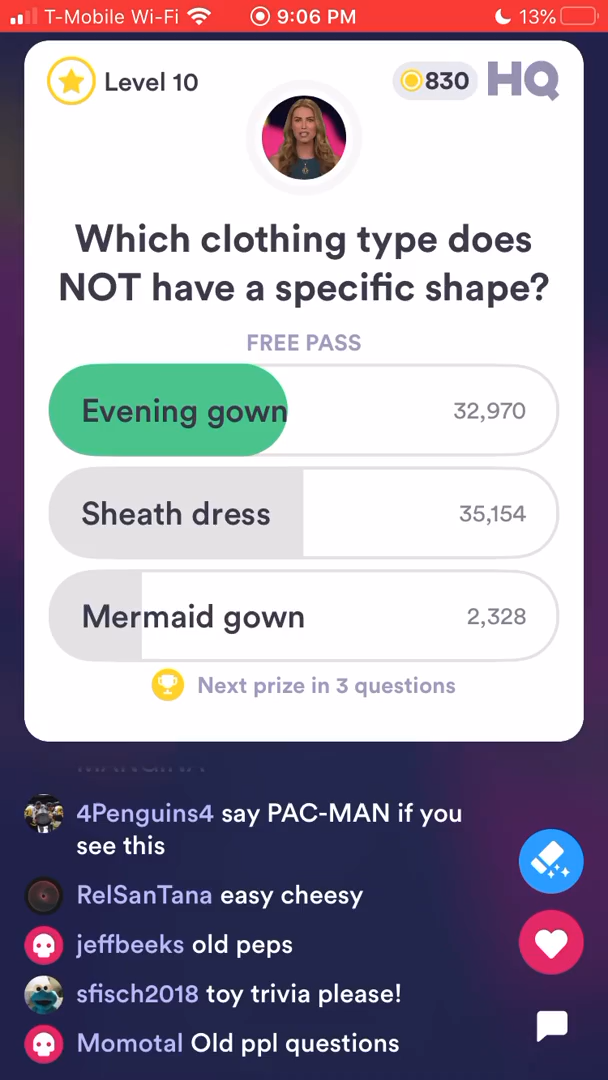 T-Mobile Wi-Fi 9:06 PM 13%
Level 10 830 HQ
Which clothing type does
NOT have a specific shape?
FREE PASS
Evening gown 32,970
Sheath dress 35,154
Mermaid gown 2,328
Next prize in 3 questions
4Penguins4 say PAC-MAN if you
see this
RelSanTana easy cheesy
jeffbeeks old peps
sfisch2018 toy trivia please!
Momotal Old ppl questions